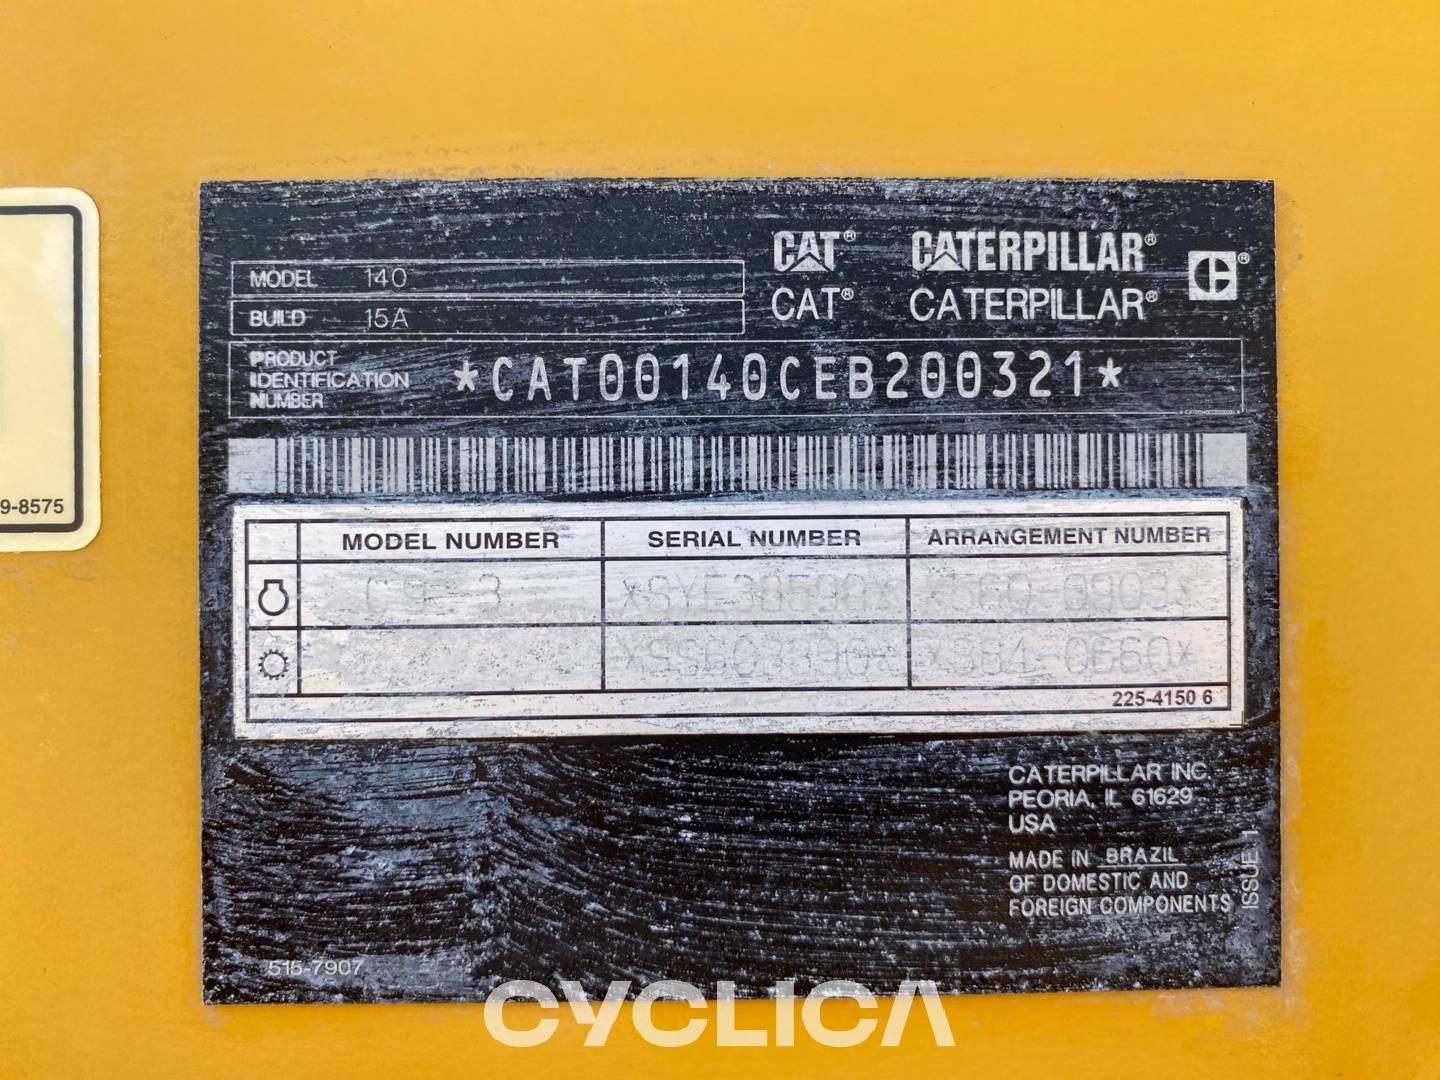 CAT® CATERPILLAR®
MODEL 140
CAT® CATERPILLAR®
BUILD 15A
PRODUCT IDENTIFICATION NUMBER
*CAT00140CEB200321*
9-8575
MODEL NUMBER SERIAL NUMBER ARRANGEMENT NUMBER
225-4150 6
CATERPILLAR INC.
PEORIA, IL 61629
USA
MADE IN BRAZIL
OF DOMESTIC AND
FOREIGN COMPONENTS
ISSUE 1
515-7907
CYCLICA